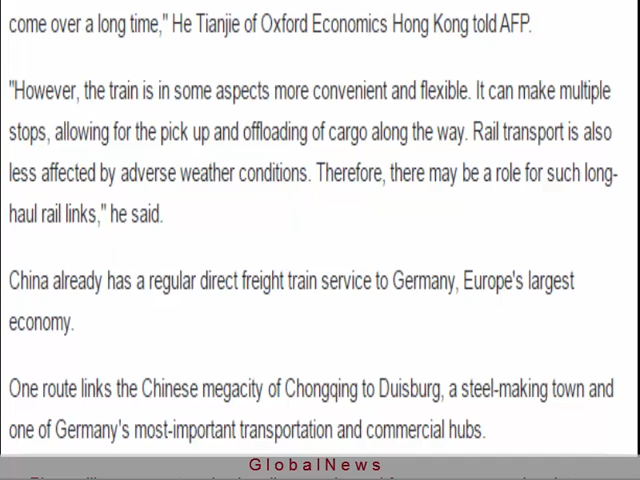 come over a long time," He Tianjie of Oxford Economics Hong Kong told AFP.
"However, the train is in some aspects more convenient and flexible. It can make multiple
stops, allowing for the pick up and offloading of cargo along the way. Rail transport is also
less affected by adverse weather conditions. Therefore, there may be a role for such long-
haul rail links," he said.
China already has a regular direct freight train service to Germany, Europe's largest
economy.
One route links the Chinese megacity of Chongqing to Duisburg, a steel-making town and
one of Germany's most-important transportation and commercial hubs.
GlobalNews